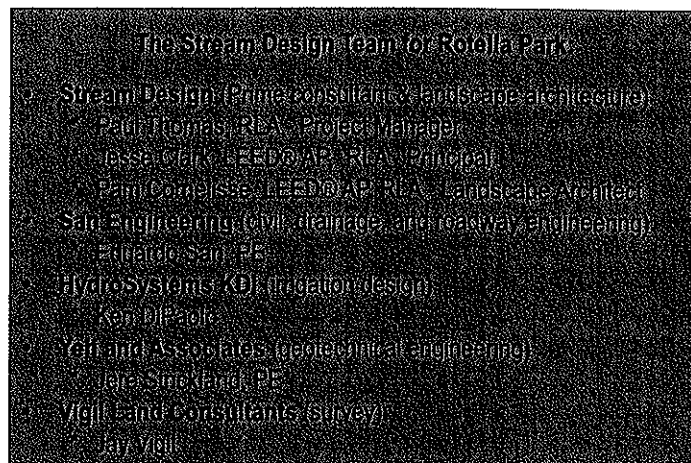 The Stream Design Team for Rotella Park
• Stream Design (Prime consultant & landscape architecture)
Paul Thomas, RLA - Project Manager
Jesse Clark, LEED® AP, RLA - Principal
Pam Cornelisse, LEED® AP, RLA - Landscape Architect
• San Engineering (civil, drainage, and roadway engineering)
Eduardo San, PE
• HydroSystems KDI (irrigation design)
Ken DiPaolo
• Yeh and Associates (geotechnical engineering)
Jere Strickland, PE
• Vigil Land Consultants (survey)
Jay Vigil